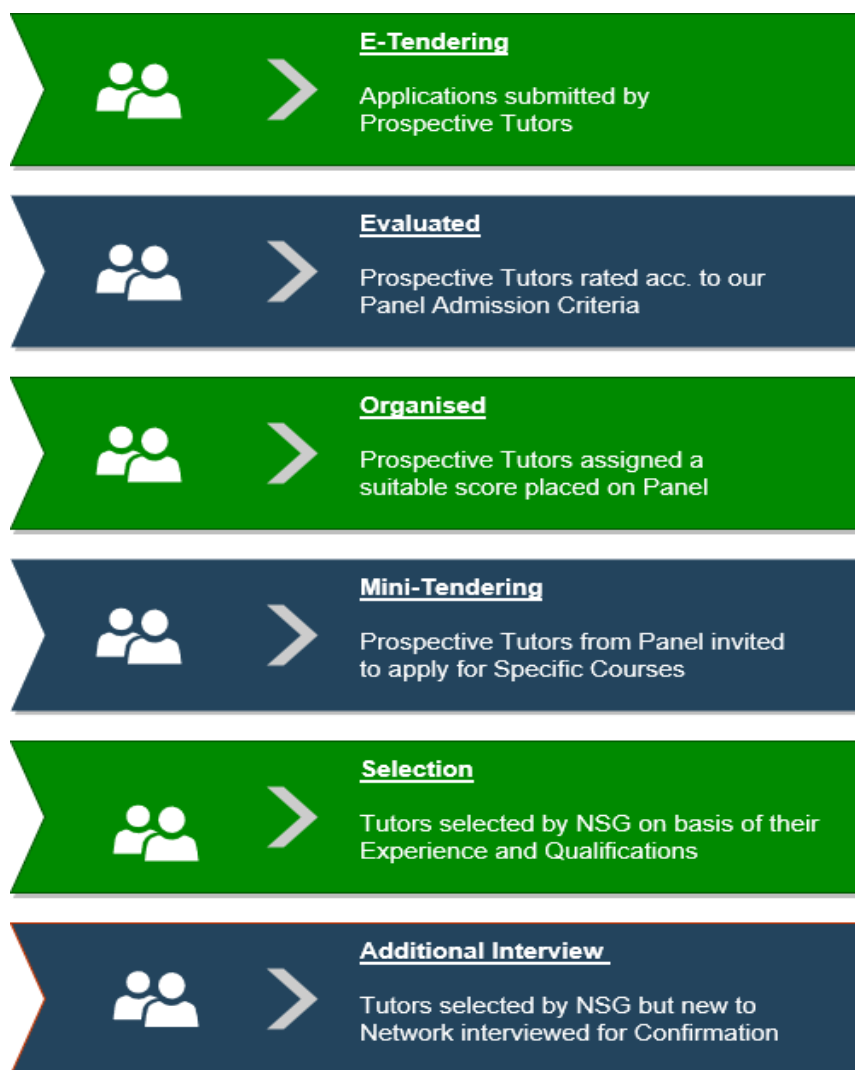 E-Tendering
Applications submitted by
Prospective Tutors
Evaluated
Prospective Tutors rated acc. to our
Panel Admission Criteria
Organised
Prospective Tutors assigned a
suitable score placed on Panel
Mini-Tendering
Prospective Tutors from Panel invited
to apply for Specific Courses
Selection
Tutors selected by NSG on basis of their
Experience and Qualifications
Additional Interview
Tutors selected by NSG but new to
Network interviewed for Confirmation